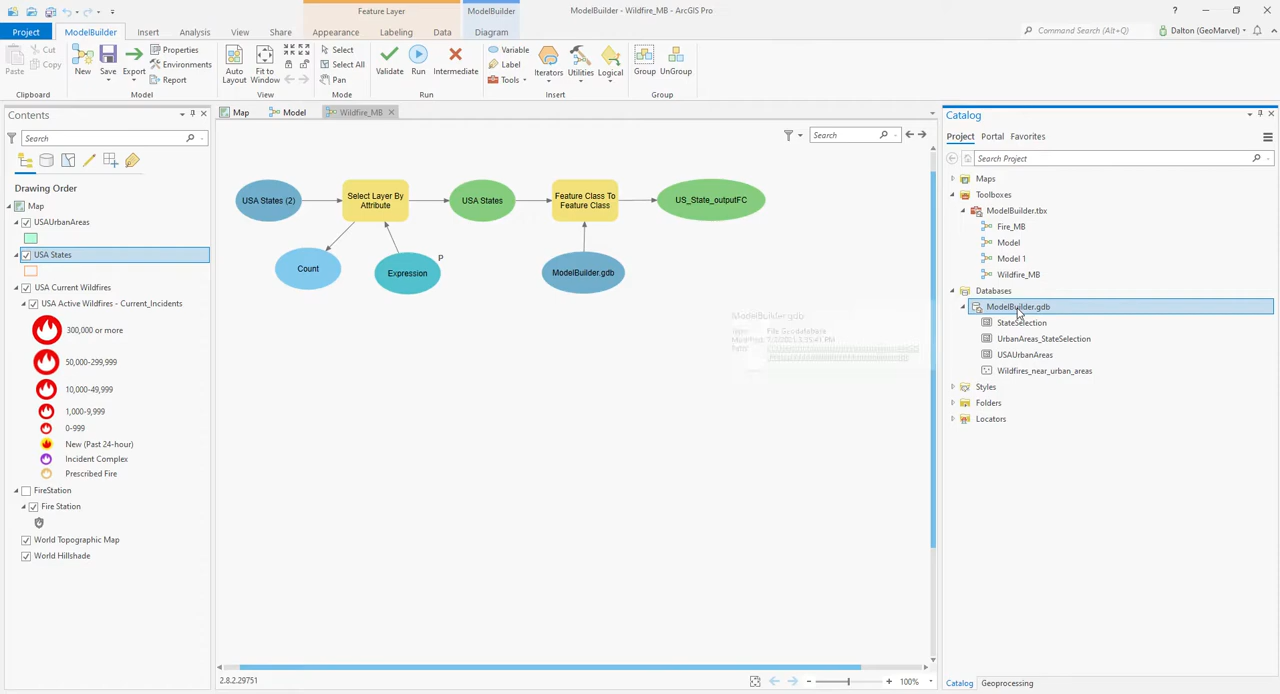 Feature Layer
ModelBuilder
ModelBuilder - Wildfire_MB - ArcGIS Pro
?
Project
ModelBuilder
Insert
Analysis
View
Share
Appearance
Labeling
Data
Diagram
Command Search (Alt+Q)
Dalton (GeoMarvel)
Paste
Cut
Copy
Clipboard
New
Save
Export
Properties
Environments
Report
Model
Auto Layout
Fit to Window
View
Select
Select All
Pan
Mode
Validate
Run
Intermediate
Run
Variable
Label
Tools
Iterators
Utilities
Logical
Insert
Group
UnGroup
Group
Contents
Search
Drawing Order
Map
USAUrbanAreas
USA States
USA Current Wildfires
USA Active Wildfires - Current_Incidents
300,000 or more
50,000-299,999
10,000-49,999
1,000-9,999
0-999
New (Past 24-hour)
Incident Complex
Prescribed Fire
FireStation
Fire Station
World Topographic Map
World Hillshade
Map
Model
Wildfire_MB
Search
USA States (2)
Select Layer By
Attribute
USA States
Feature Class To
Feature Class
US_State_outputFC
Count
Expression
P
ModelBuilder.gdb
ModelBuilder.gdb
2.8.2.29751
100%
Catalog
Project
Portal
Favorites
Search Project
Maps
Toolboxes
ModelBuilder.tbx
Fire_MB
Model
Model 1
Wildfire_MB
Databases
ModelBuilder.gdb
StateSelection
UrbanAreas_StateSelection
USAUrbanAreas
Wildfires_near_urban_areas
Styles
Folders
Locators
Catalog
Geoprocessing